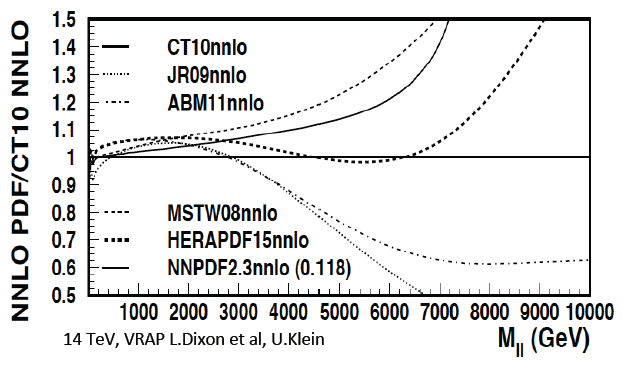 NNLO PDF/CT10 NNLO
1.5
1.4
1.3
1.2
1.1
1
0.9
0.8
0.7
0.6
0.5
CT10nnlo
JR09nnlo
ABM11nnlo
MSTW08nnlo
HERAPDF15nnlo
NNPDF2.3nnlo (0.118)
1000 2000 3000 4000 5000 6000 7000 8000 9000 10000
14 TeV, VRAP L.Dixon et al, U.Klein
M_ll (GeV)